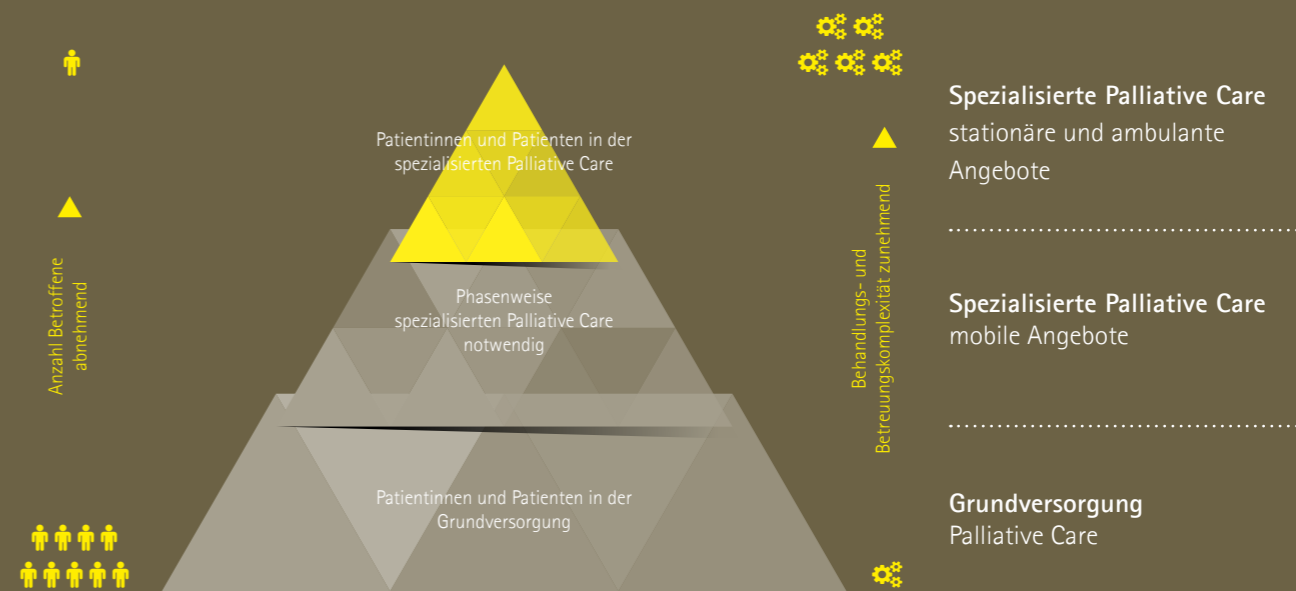 Anzahl Betroffene
abnehmend
Patientinnen und Patienten in der
spezialisierten Palliative Care
Phasenweise
spezialisierten Palliative Care
notwendig
Patientinnen und Patienten in der
Grundversorgung
Behandlungs- und
Betreuungskomplexität zunehmend
Spezialisierte Palliative Care
stationäre und ambulante
Angebote
Spezialisierte Palliative Care
mobile Angebote
Grundversorgung
Palliative Care